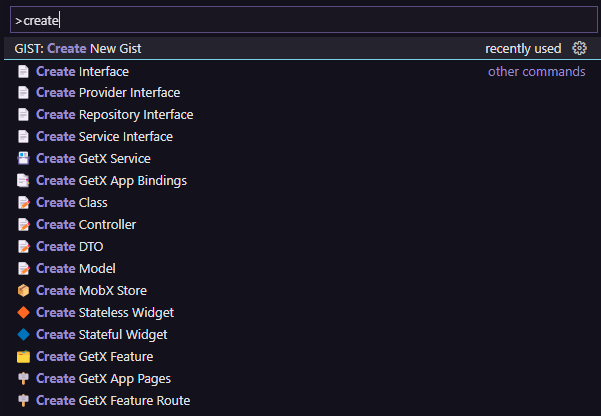 >create
GIST: Create New Gist recently used
Create Interface other commands
Create Provider Interface
Create Repository Interface
Create Service Interface
Create GetX Service
Create GetX App Bindings
Create Class
Create Controller
Create DTO
Create Model
Create MobX Store
Create Stateless Widget
Create Stateful Widget
Create GetX Feature
Create GetX App Pages
Create GetX Feature Route